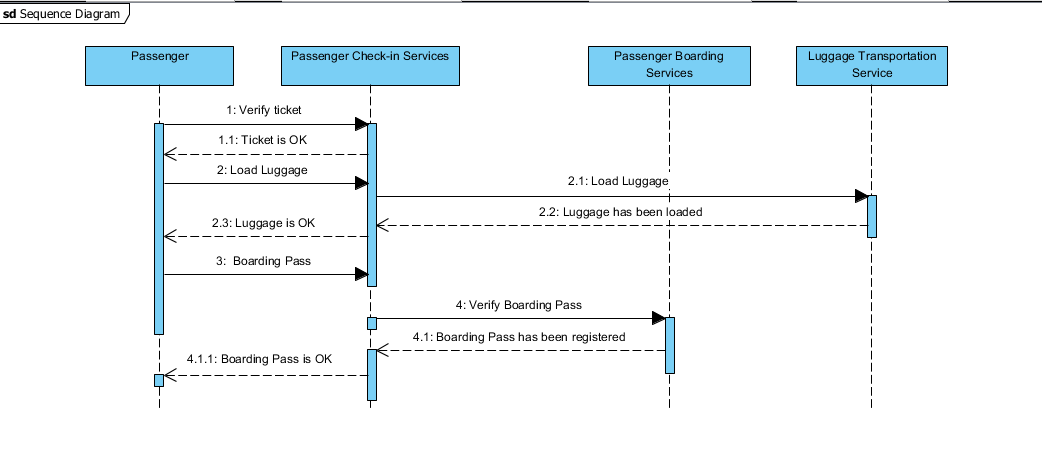 sd Sequence Diagram
Passenger
Passenger Check-in Services
Passenger Boarding
Services
Luggage Transportation
Service
1: Verify ticket
1.1: Ticket is OK
2: Load Luggage
2.1: Load Luggage
2.2: Luggage has been loaded
2.3: Luggage is OK
3: Boarding Pass
4: Verify Boarding Pass
4.1: Boarding Pass has been registered
4.1.1: Boarding Pass is OK